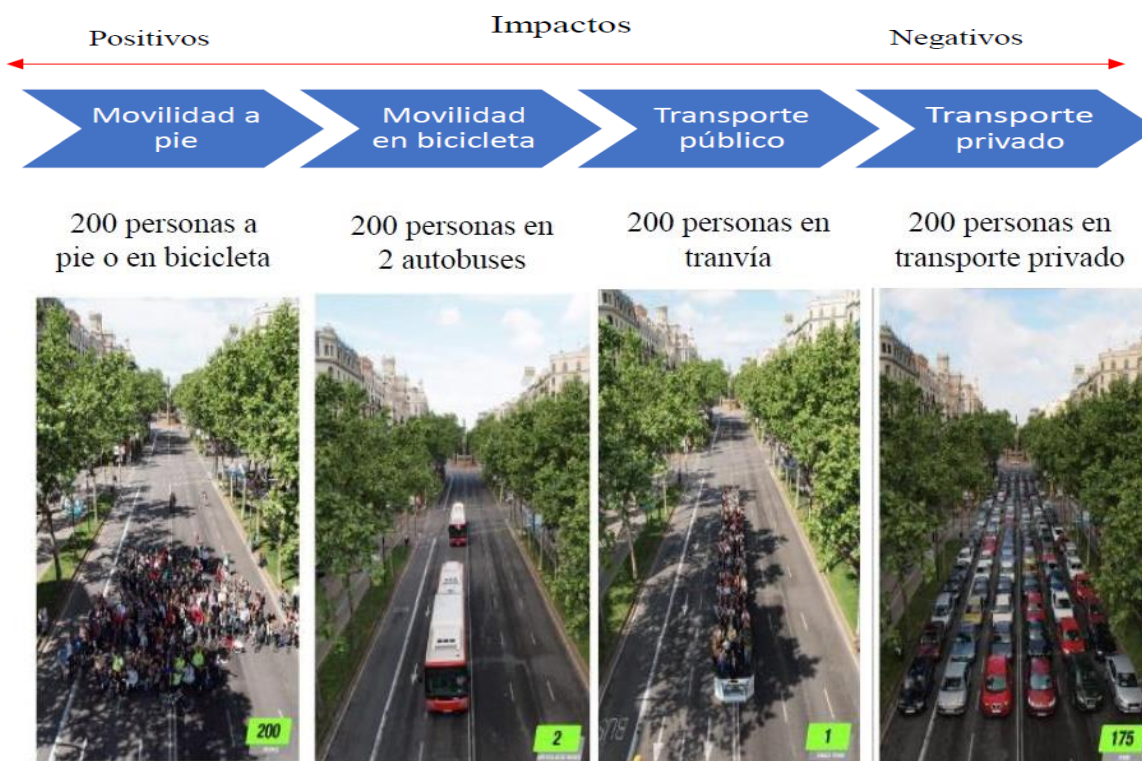 Impactos
Positivos
Negativos
Movilidad a
pie
Movilidad
en bicicleta
Transporte
público
Transporte
privado
200 personas a
pie o en bicicleta
200 personas en
2 autobuses
200 personas en
tranvía
200 personas en
transporte privado
200
2
1
175